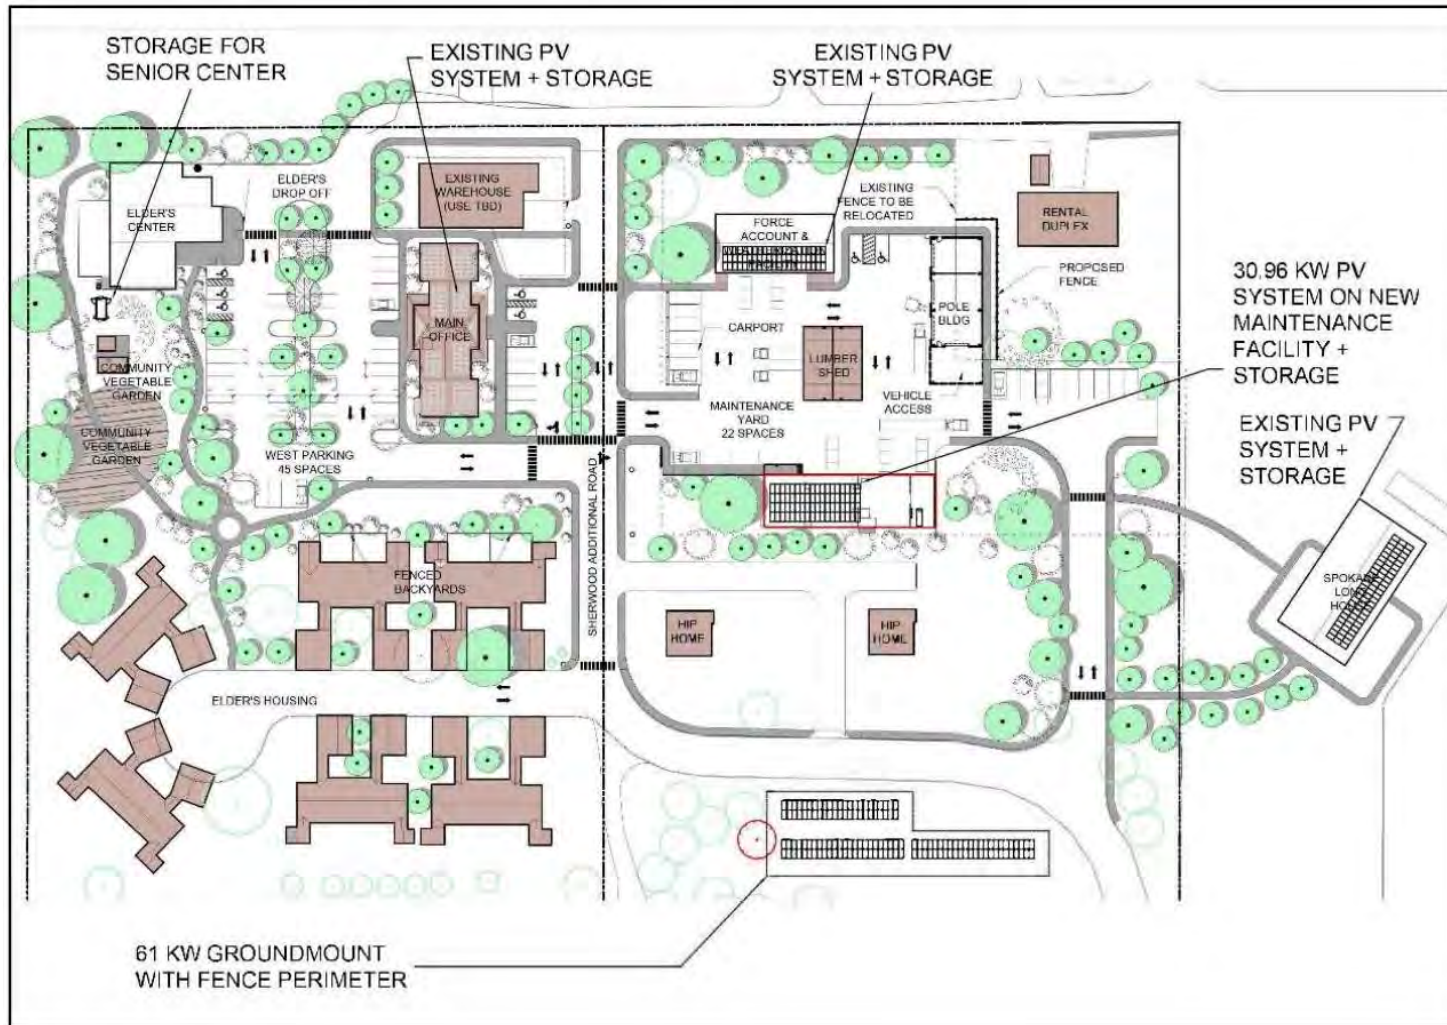 STORAGE FOR
SENIOR CENTER
EXISTING PV
SYSTEM + STORAGE
EXISTING PV
SYSTEM + STORAGE
ELDER'S
DROP OFF
EXISTING
WAREHOUSE
(USE TBD)
ELDER'S
CENTER
FORCE
ACCOUNT &
EXISTING
FENCE TO BE
RELOCATED
RENTAL
DUPLEX
PROPOSED
FENCE
30.96 KW PV
SYSTEM ON NEW
MAINTENANCE
FACILITY +
STORAGE
MAIN
OFFICE
CARPORT
POLE
BLDG
LUMBER
SHED
COMMUNITY
VEGETABLE
GARDEN
VEHICLE
ACCESS
MAINTENANCE
YARD
22 SPACES
COMMUNITY
VEGETABLE
GARDEN
WEST PARKING
45 SPACES
EXISTING PV
SYSTEM +
STORAGE
SHERWOOD ADDITIONAL ROAD
FENCED
BACKYARDS
HIP
HOME
HIP
HOME
ELDER'S HOUSING
61 KW GROUNDMOUNT
WITH FENCE PERIMETER